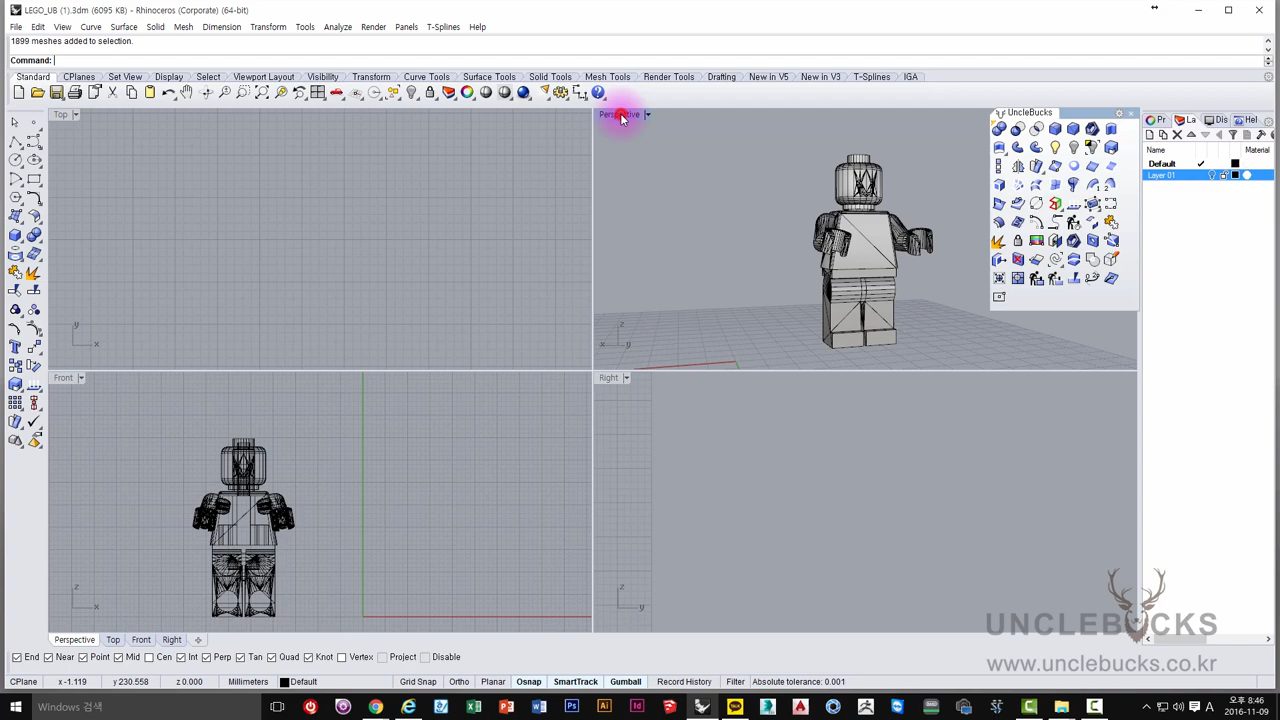 LEGO_UB (1).3dm (6095 KB) - Rhinoceros (Corporate) (64-bit)
File Edit View Curve Surface Solid Mesh Dimension Transform Tools Analyze Render Panels T-Splines Help
1899 meshes added to selection.
Command:
Standard CPlanes Set View Display Select Viewport Layout Visibility Transform Curve Tools Surface Tools Solid Tools Mesh Tools Render Tools Drafting New in V5 New in V3 T-Splines IGA
Top
Perspective
UncleBucks
Pr La Dis Hel
Name Material
Default
Layer 01
y
x
z
x y
Front
Right
z
x
z
y
Perspective Top Front Right
End Near Point Mid Cen Int Perp Tan Quad Knot Vertex Project Disable
CPlane x -1.119 y 230.558 z 0.000 Millimeters Default Grid Snap Ortho Planar Osnap SmartTrack Gumball Record History Filter Absolute tolerance: 0.001
UNCLEBUCKS
www.unclebucks.co.kr
Windows 검색
A
오후 8:46
2016-11-09